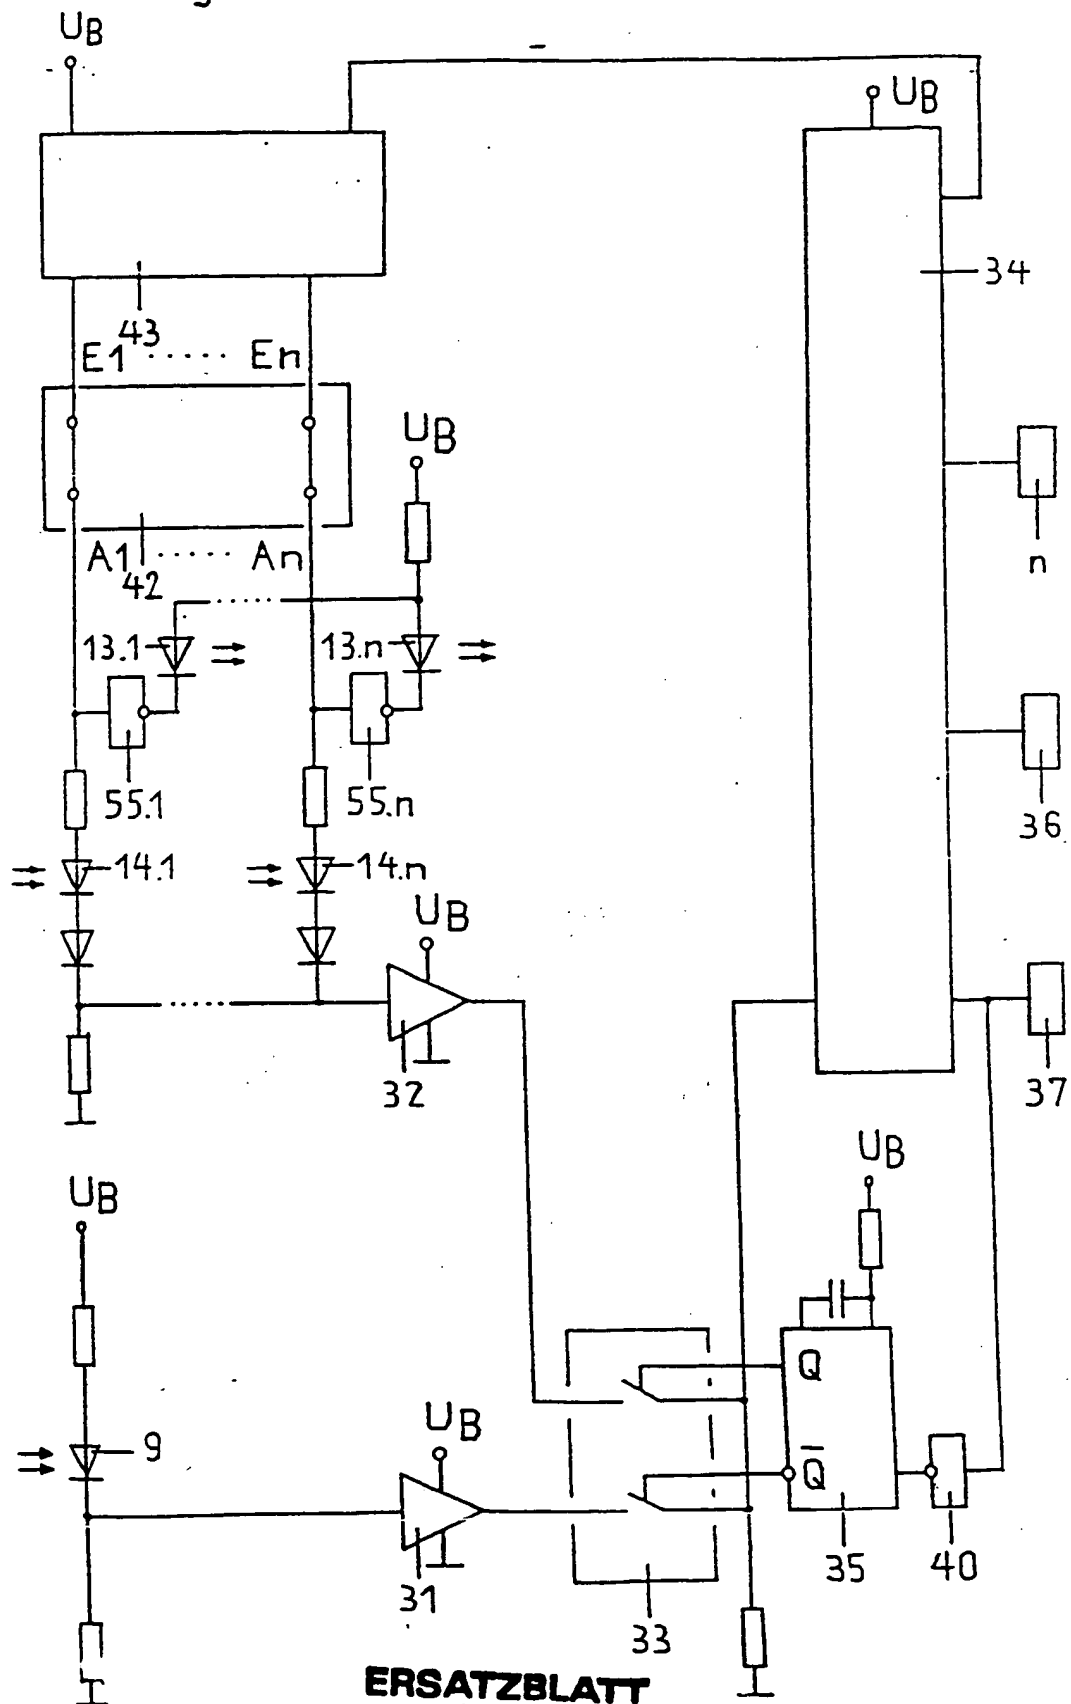 UB
UB
34
43
E1 ..... En
UB
A1 ..... An
42
n
13.1
13.n
55.1
55.n
36
14.1
14.n
UB
32
37
UB
UB
Q
UB
9
Q̅
35
40
31
33
ERSATZBLATT